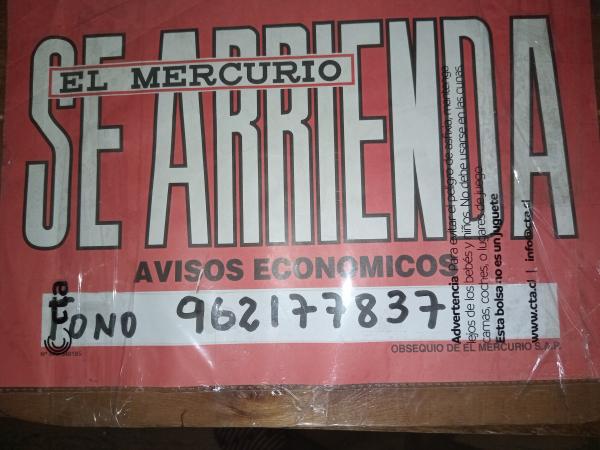 SE ARRIENDA
EL MERCURIO
AVISOS ECONOMICOS
FONO 962177837
OBSEQUIO DE EL MERCURIO S.A.P.
cta
Advertencia Para evitar el peligro de asfixia, mantenga
lejos de los bebés y niños. No debe usarse en las cunas,
camas, coches, o lugares de juego.
Esta bolsa no es un juguete
www.cta.cl | info@cta.cl